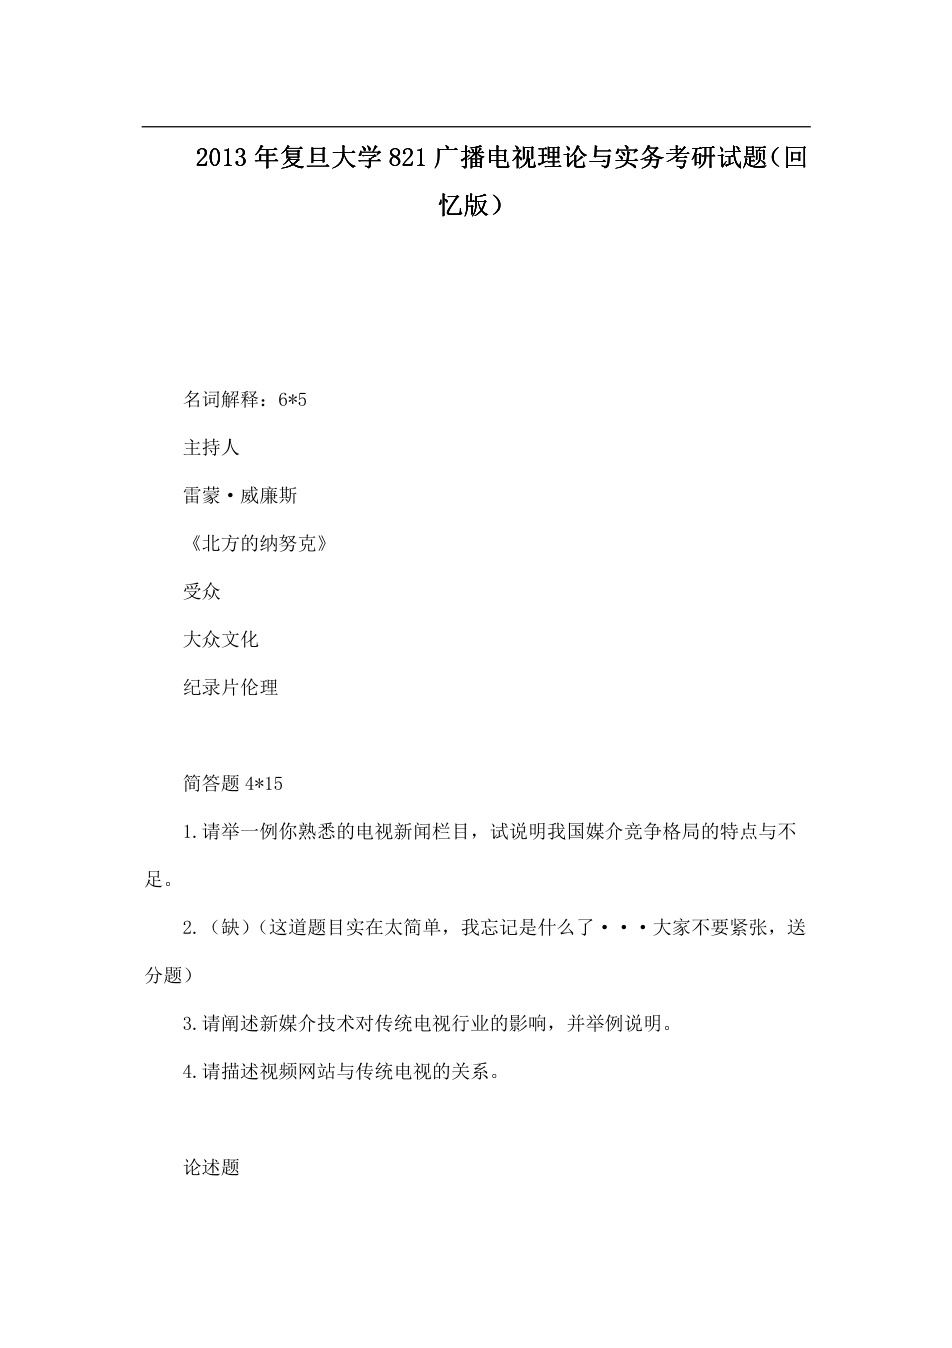 2013 年复旦大学 821 广播电视理论与实务考研试题（回
忆版）
名词解释：6*5
主持人
雷蒙·威廉斯
《北方的纳努克》
受众
大众文化
纪录片伦理
简答题 4*15
1.请举一例你熟悉的电视新闻栏目，试说明我国媒介竞争格局的特点与不
足。
2.（缺）（这道题目实在太简单，我忘记是什么了···大家不要紧张，送
分题）
3.请阐述新媒介技术对传统电视行业的影响，并举例说明。
4.请描述视频网站与传统电视的关系。
论述题